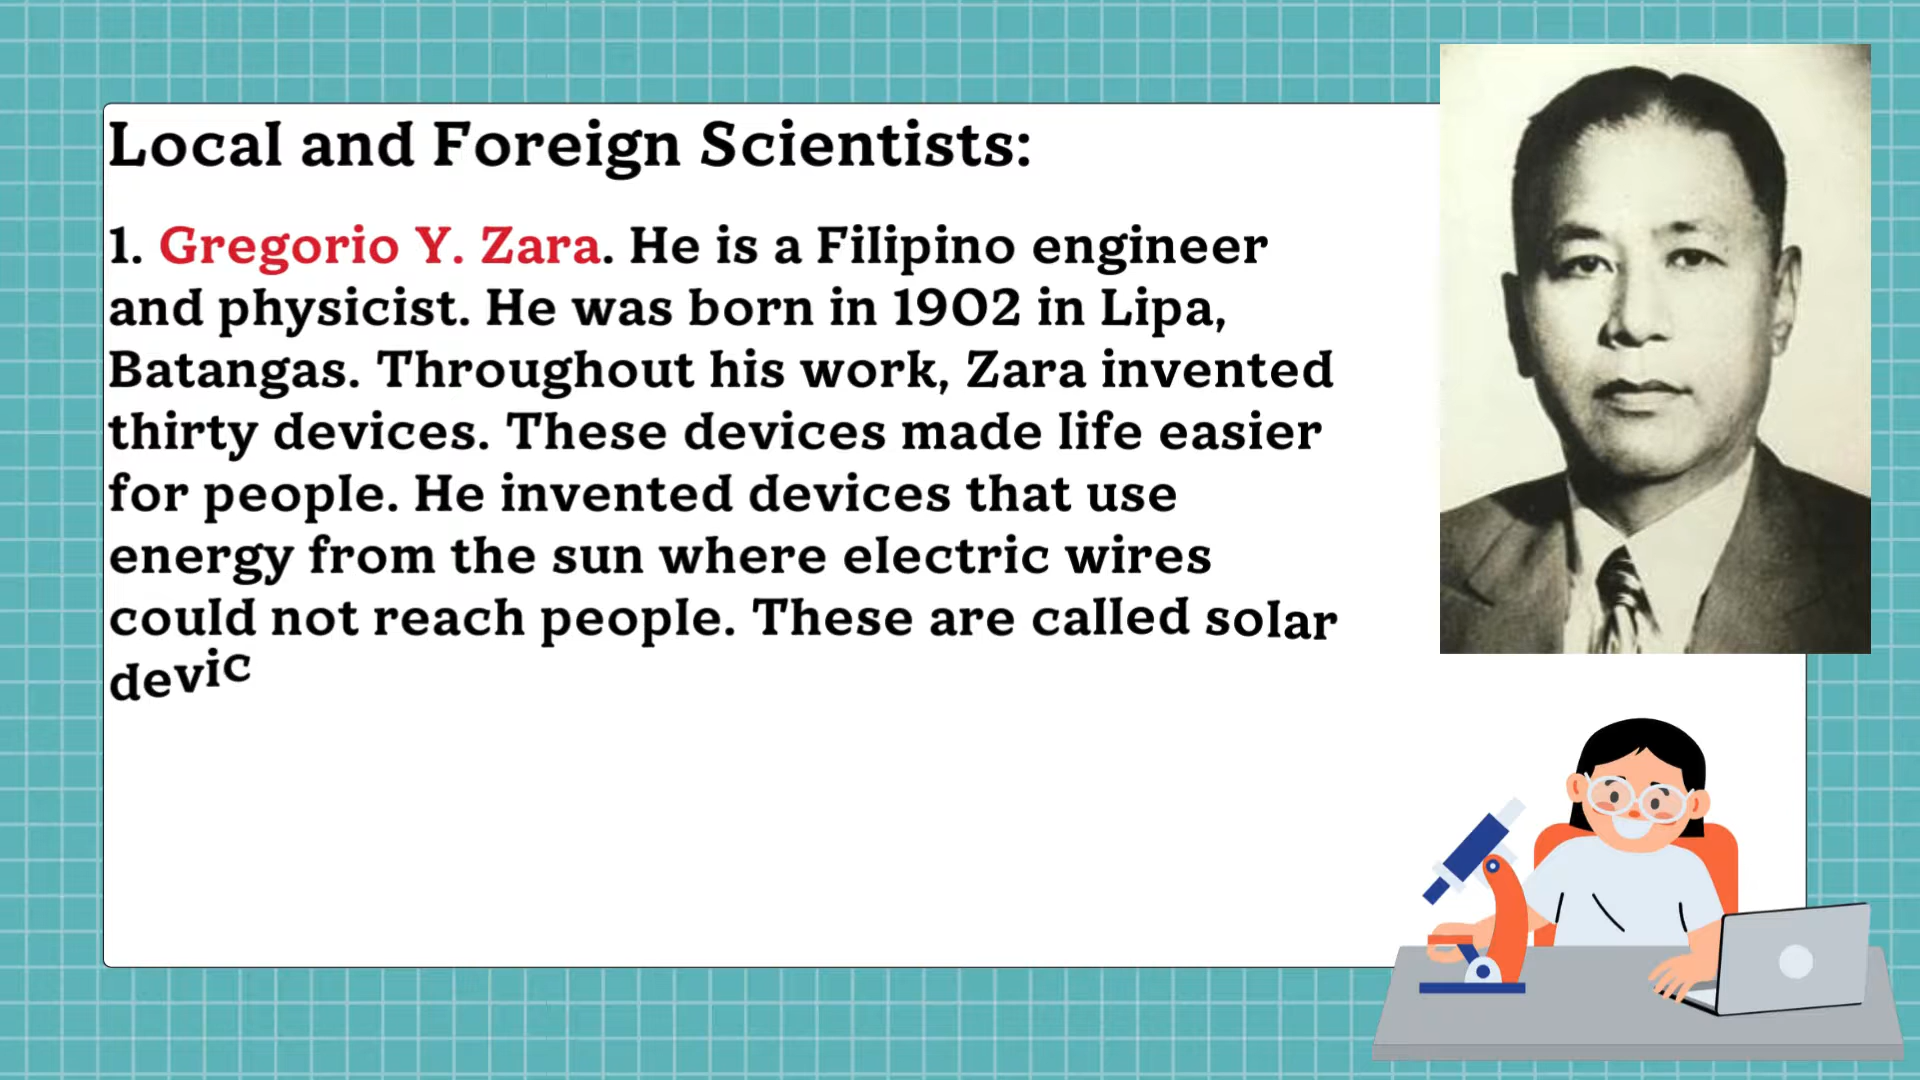 Local and Foreign Scientists:
1. Gregorio Y. Zara. He is a Filipino engineer
and physicist. He was born in 1902 in Lipa,
Batangas. Throughout his work, Zara invented
thirty devices. These devices made life easier
for people. He invented devices that use
energy from the sun where electric wires
could not reach people. These are called solar
devic